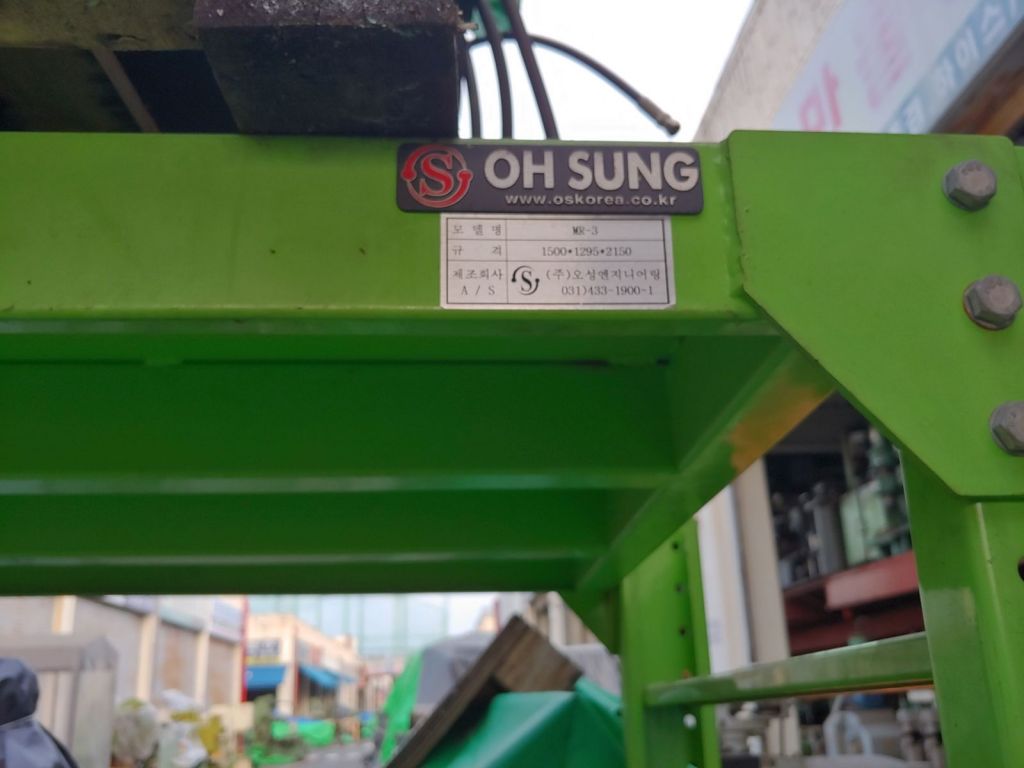 S OH SUNG
www.oskorea.co.kr
모 델 명 MR-3
규 격 1500*1295*2150
제조회사 S (주)오성엔지니어링
A / S 031)433-1900-1